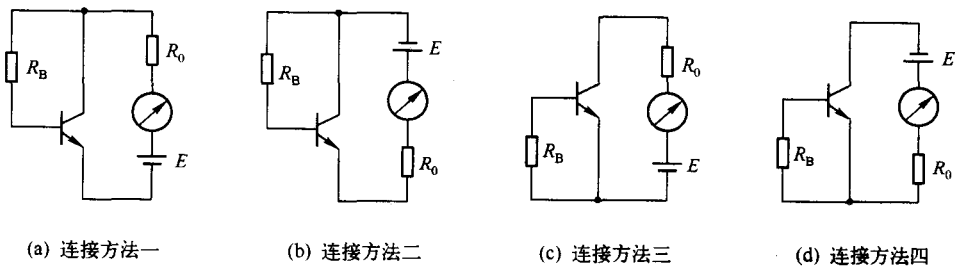 R_B
R_0
E
(a) 连接方法一
E
R_B
R_0
(b) 连接方法二
R_0
R_B
E
(c) 连接方法三
E
R_B
R_0
(d) 连接方法四